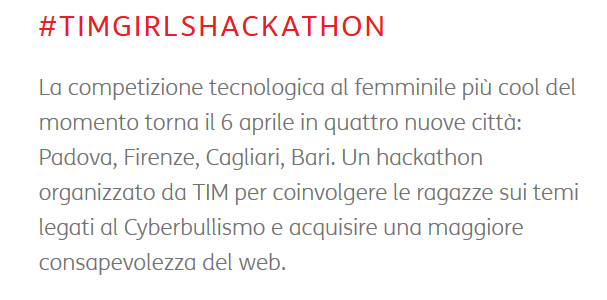 #TIMGIRLSHACKATHON
La competizione tecnologica al femminile più cool del
momento torna il 6 aprile in quattro nuove città:
Padova, Firenze, Cagliari, Bari. Un hackathon
organizzato da TIM per coinvolgere le ragazze sui temi
legati al Cyberbullismo e acquisire una maggiore
consapevolezza del web.